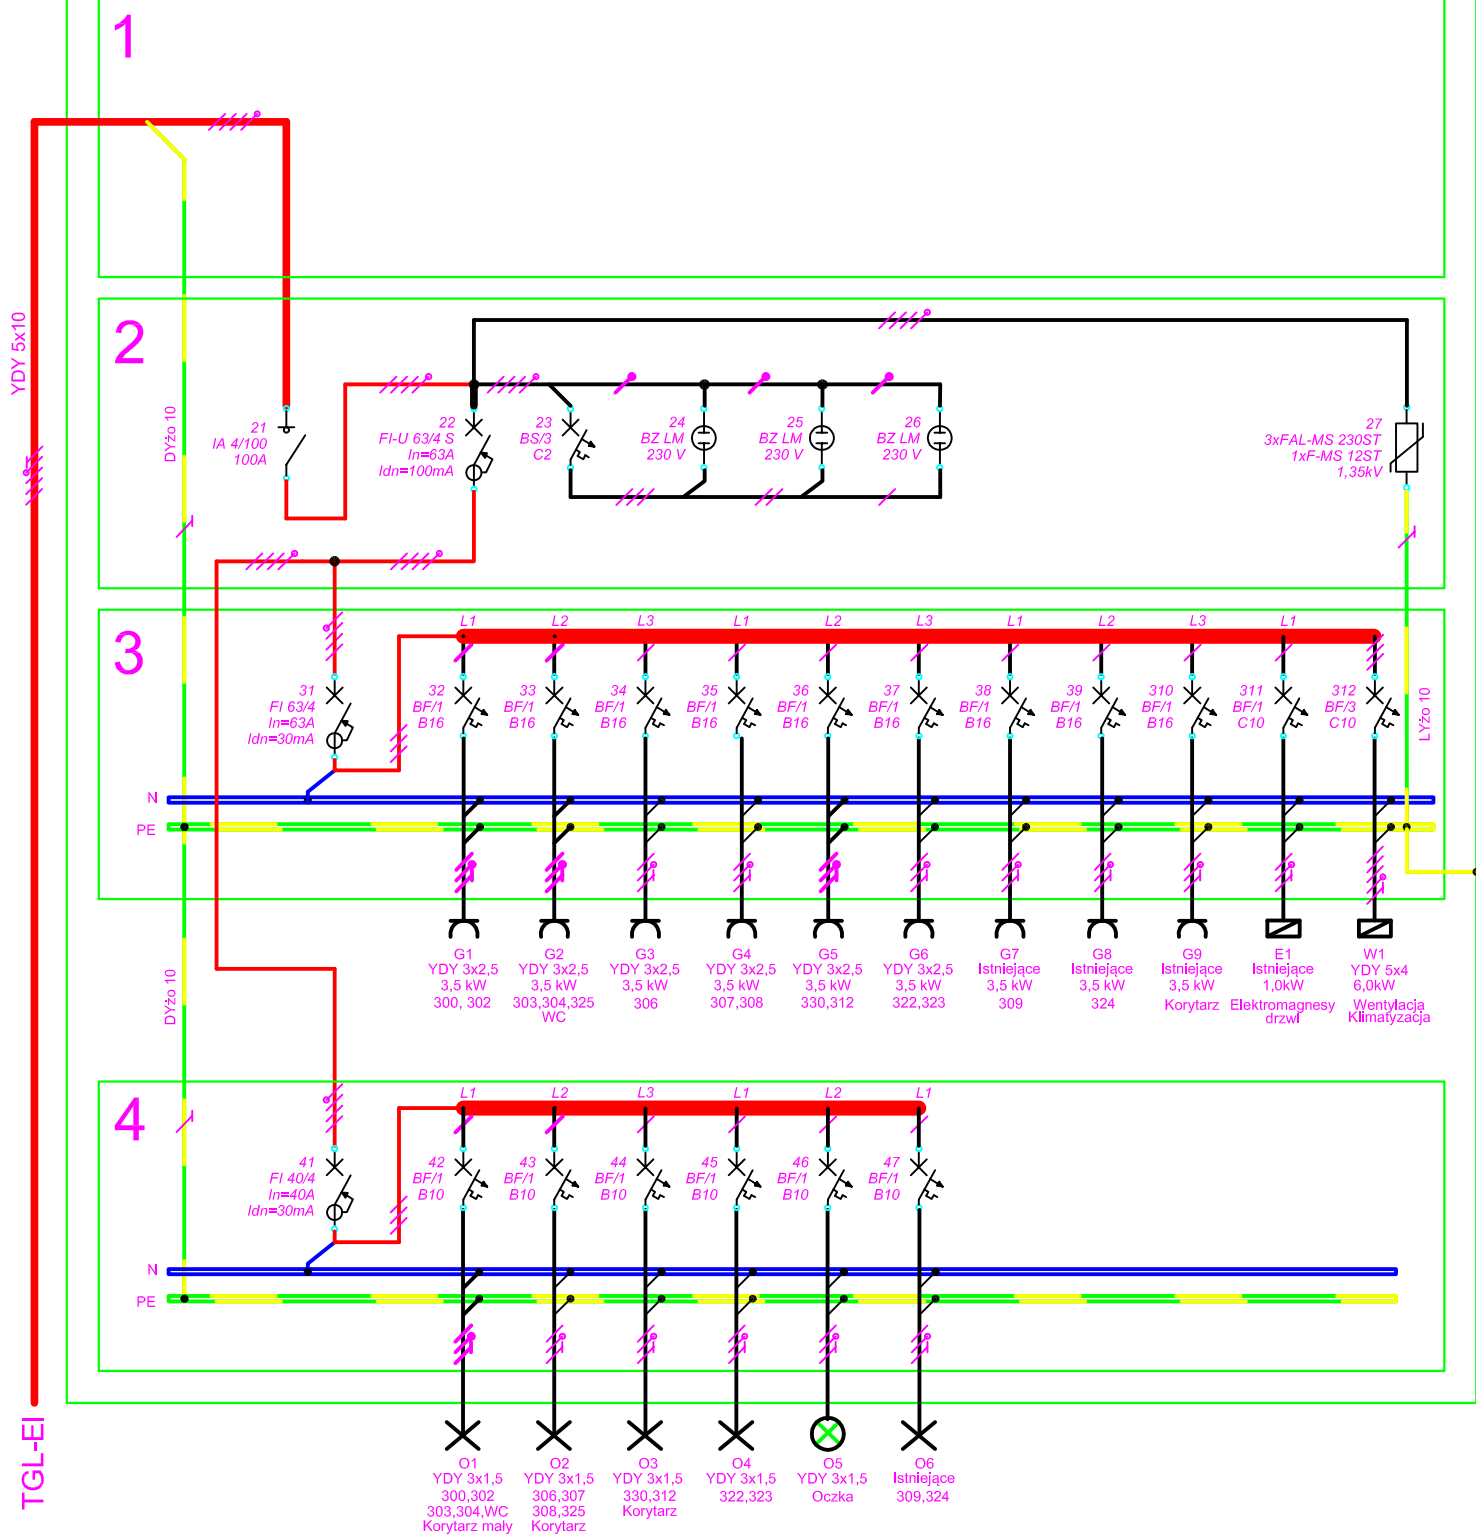 1
YDY 5x10
2
DYżo 10
21
IA 4/100
100A
22
FI-U 63/4 S
In=63A
Idn=100mA
23
BS/3
C2
24
BZ LM
230 V
25
BZ LM
230 V
26
BZ LM
230 V
27
3xFAL-MS 230ST
1xF-MS 12ST
1,35kV
3
L1
L2
L3
L1
L2
L3
L1
L2
L3
L1
31
FI 63/4
In=63A
Idn=30mA
32
BF/1
B16
33
BF/1
B16
34
BF/1
B16
35
BF/1
B16
36
BF/1
B16
37
BF/1
B16
38
BF/1
B16
39
BF/1
B16
310
BF/1
B16
311
BF/1
C10
312
BF/3
C10
LYżo 10
N
PE
G1
YDY 3x2,5
3,5 kW
300, 302
G2
YDY 3x2,5
3,5 kW
303,304,325
WC
G3
YDY 3x2,5
3,5 kW
306
G4
YDY 3x2,5
3,5 kW
307,308
G5
YDY 3x2,5
3,5 kW
330,312
G6
YDY 3x2,5
3,5 kW
322,323
G7
Istniejące
3,5 kW
309
G8
Istniejące
3,5 kW
324
G9
Istniejące
3,5 kW
Korytarz
E1
Istniejące
1,0kW
Elektromagnesy
drzwi
W1
YDY 5x4
6,0kW
Wentylacja
Klimatyzacja
DYżo 10
4
L1
L2
L3
L1
L2
L1
41
FI 40/4
In=40A
Idn=30mA
42
BF/1
B10
43
BF/1
B10
44
BF/1
B10
45
BF/1
B10
46
BF/1
B10
47
BF/1
B10
N
PE
TGL-EI
O1
YDY 3x1,5
300,302
303,304,WC
Korytarz mały
O2
YDY 3x1,5
306,307
308,325
Korytarz
O3
YDY 3x1,5
330,312
Korytarz
O4
YDY 3x1,5
322,323
O5
YDY 3x1,5
Oczka
O6
Istniejące
309,324